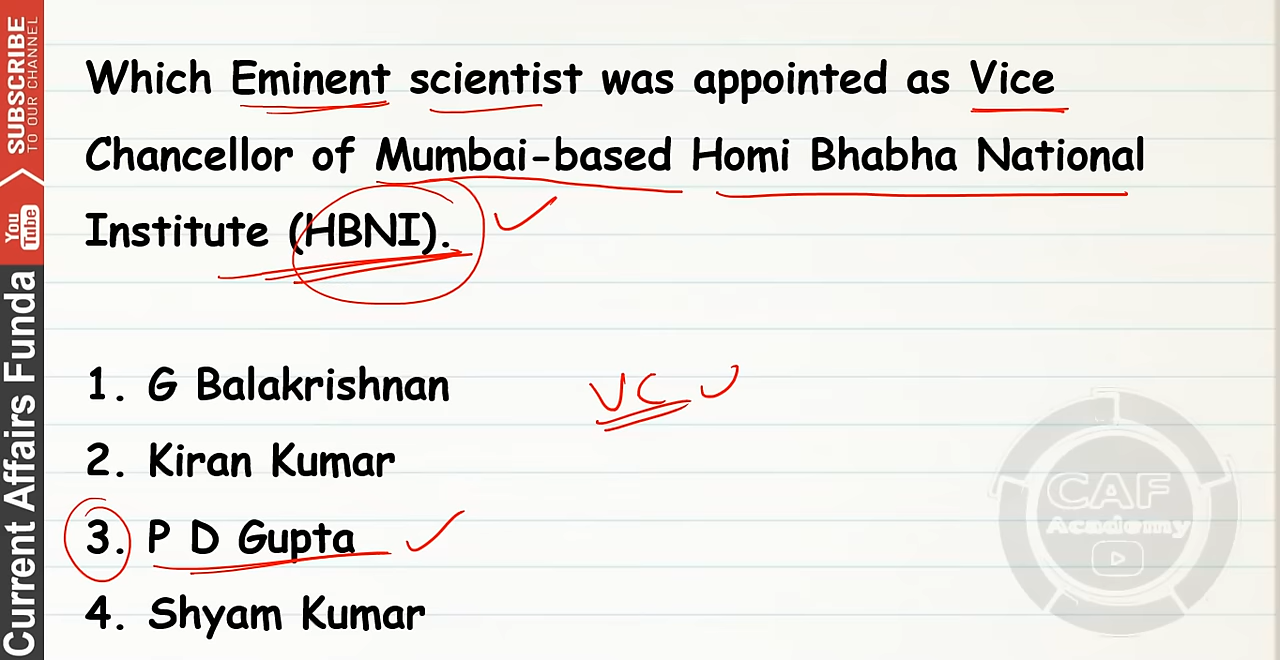 Which Eminent scientist was appointed as Vice
Chancellor of Mumbai-based Homi Bhabha National
Institute (HBNI).
1. G Balakrishnan
2. Kiran Kumar
3. P D Gupta
4. Shyam Kumar
VC
SUBSCRIBE
TO OUR CHANNEL
You
Tube
Current Affairs Funda
CAF
Academy